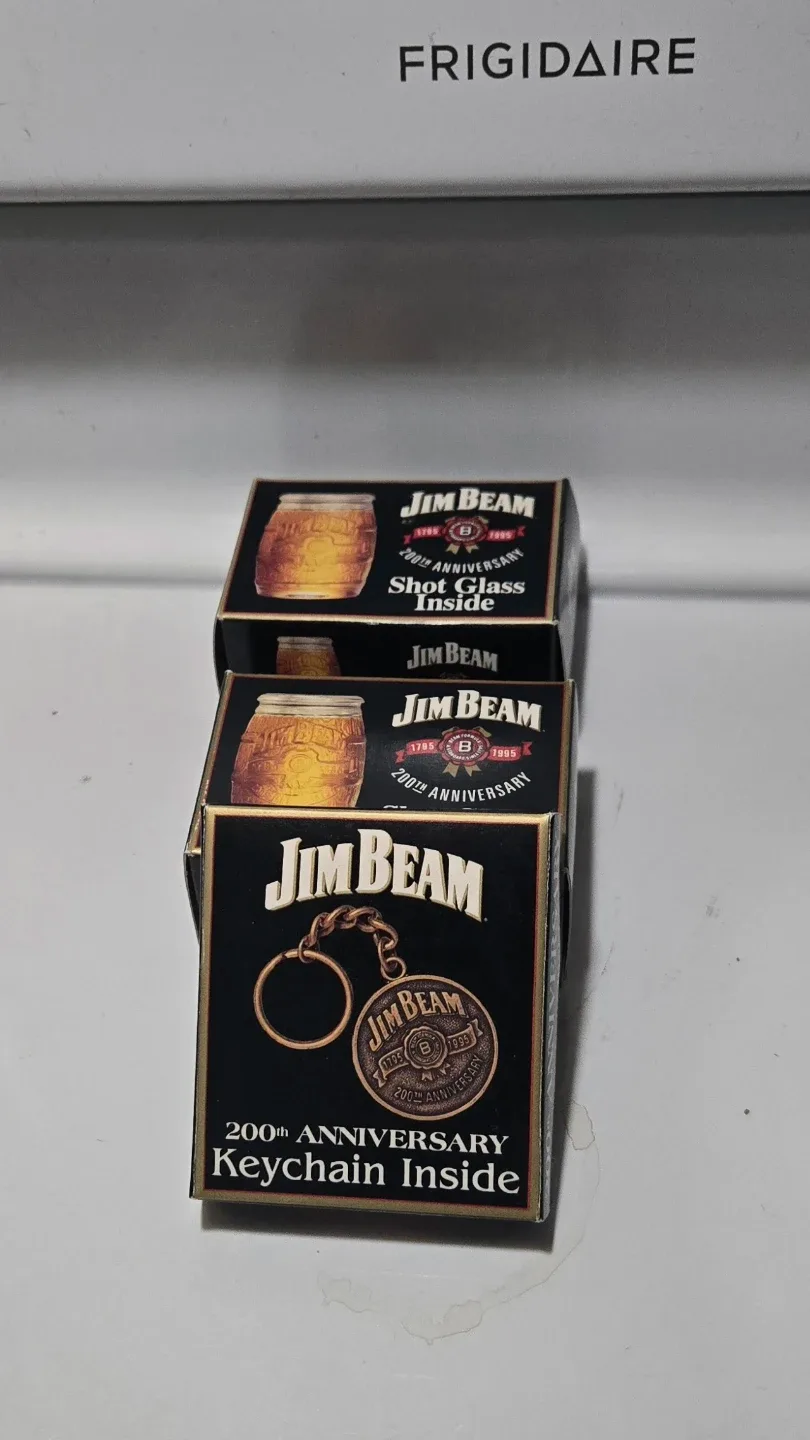 FRIGIDAIRE
JIM BEAM
1795 B 1995
200TH ANNIVERSARY
Shot Glass
Inside
JIM BEAM
JIM BEAM
1795 B 1995
200TH ANNIVERSARY
JIM BEAM
JIM BEAM
1795 B 1995
200TH ANNIVERSARY
200th ANNIVERSARY
Keychain Inside